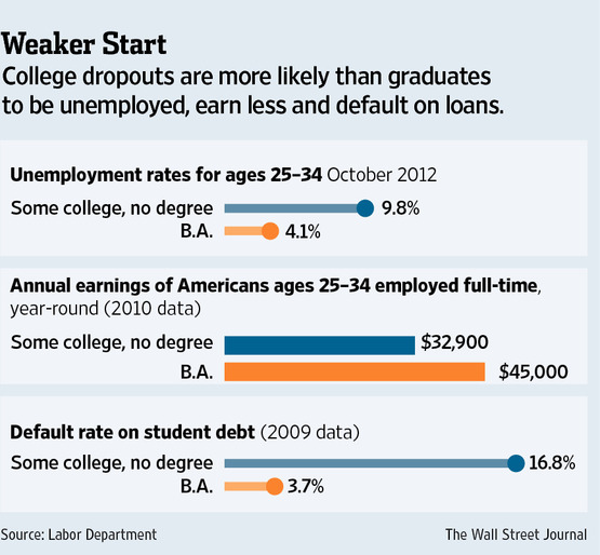 Weaker Start
College dropouts are more likely than graduates
to be unemployed, earn less and default on loans.
Unemployment rates for ages 25–34 October 2012
Some college, no degree 9.8%
B.A. 4.1%
Annual earnings of Americans ages 25–34 employed full-time,
year-round (2010 data)
Some college, no degree $32,900
B.A. $45,000
Default rate on student debt (2009 data)
Some college, no degree 16.8%
B.A. 3.7%
Source: Labor Department The Wall Street Journal